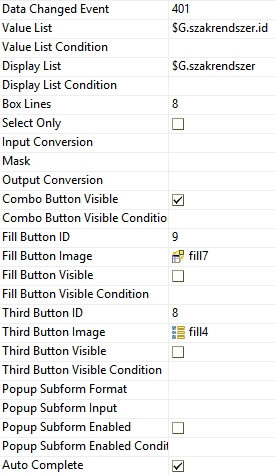 Data Changed Event 401
Value List $G.szakrendszer.id
Value List Condition
Display List $G.szakrendszer
Display List Condition
Box Lines 8
Select Only
Input Conversion
Mask
Output Conversion
Combo Button Visible
Combo Button Visible Conditio
Fill Button ID 9
Fill Button Image fill7
Fill Button Visible
Fill Button Visible Condition
Third Button ID 8
Third Button Image fill4
Third Button Visible
Third Button Visible Condition
Popup Subform Format
Popup Subform Input
Popup Subform Enabled
Popup Subform Enabled Condit
Auto Complete